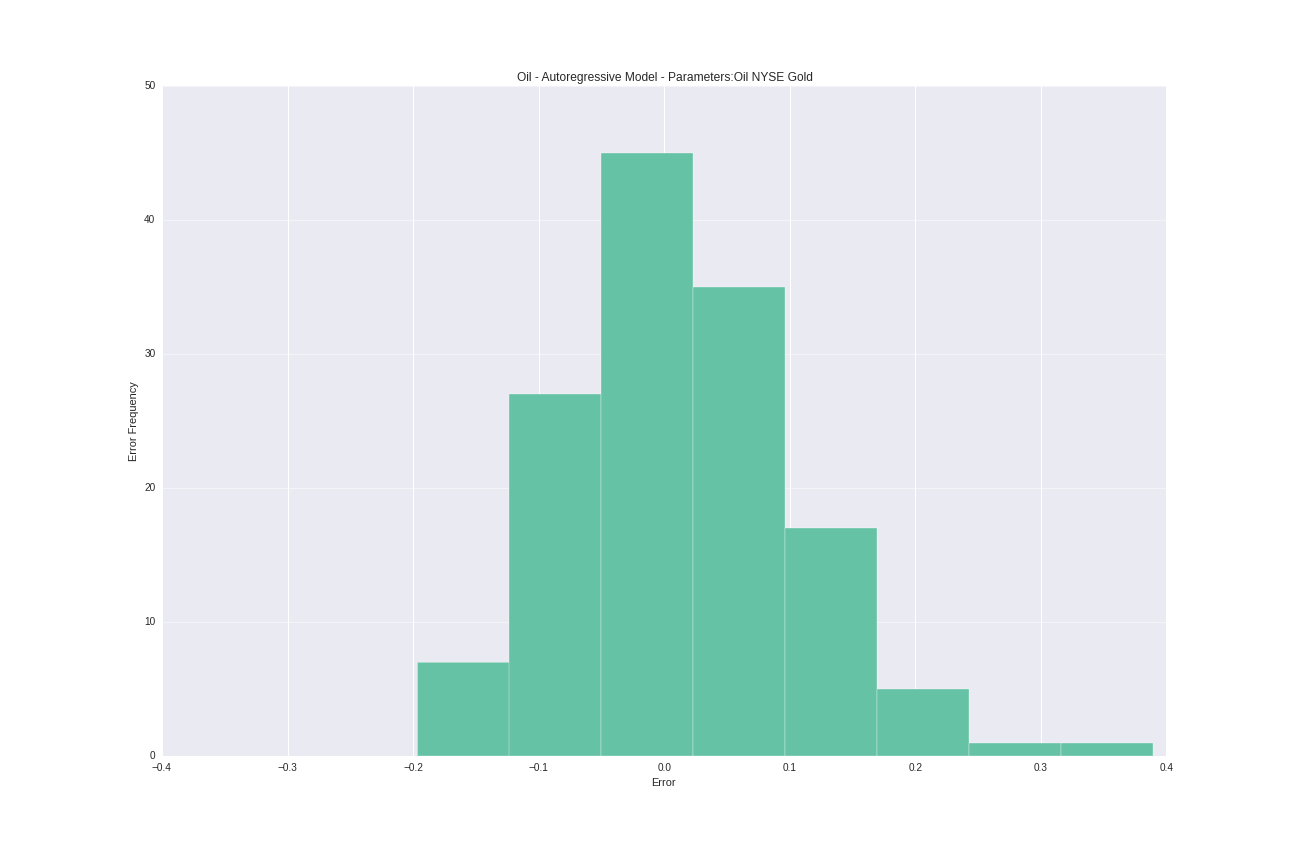 Oil - Autoregressive Model - Parameters:Oil NYSE Gold
50
40
30
20
10
0
Error Frequency
−0.4 −0.3 −0.2 −0.1 0.0 0.1 0.2 0.3 0.4
Error